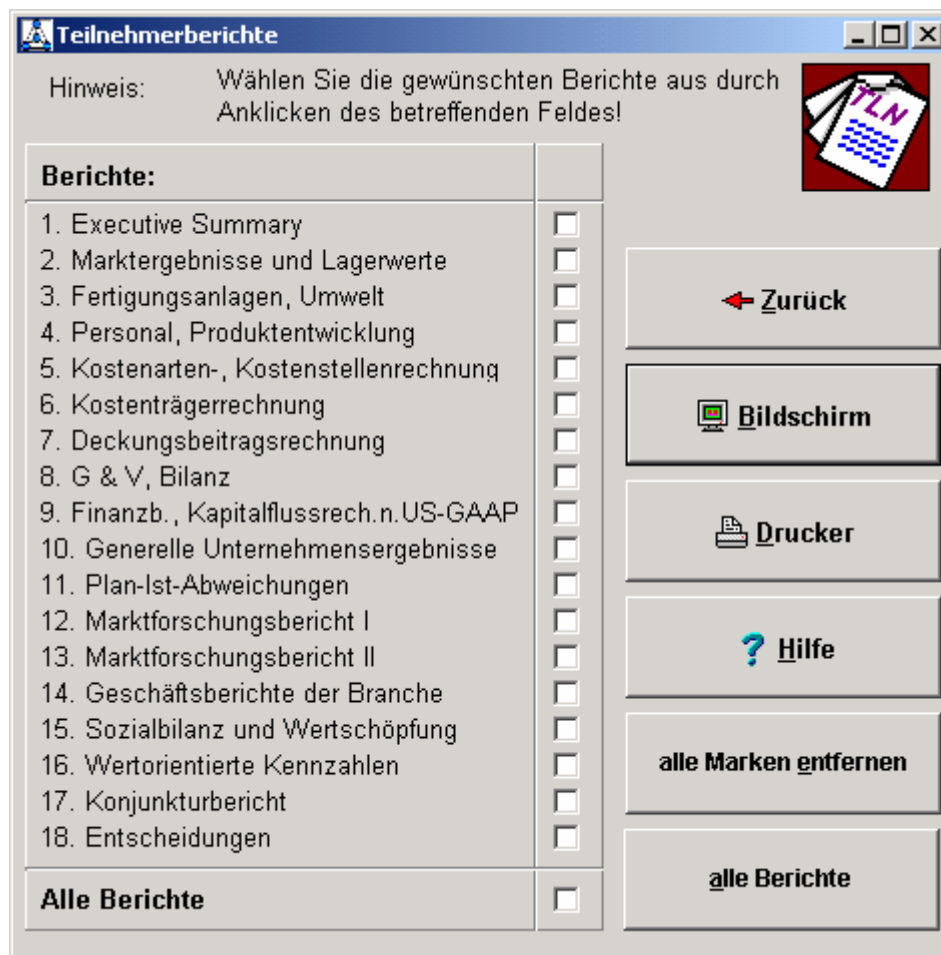 Teilnehmerberichte
Hinweis: Wählen Sie die gewünschten Berichte aus durch
Anklicken des betreffenden Feldes!
TLN
Berichte:
1. Executive Summary
2. Marktergebnisse und Lagerwerte
3. Fertigungsanlagen, Umwelt
4. Personal, Produktentwicklung
5. Kostenarten-, Kostenstellenrechnung
6. Kostenträgerrechnung
7. Deckungsbeitragsrechnung
8. G & V, Bilanz
9. Finanzb., Kapitalflussrech.n.US-GAAP
10. Generelle Unternehmensergebnisse
11. Plan-Ist-Abweichungen
12. Marktforschungsbericht I
13. Marktforschungsbericht II
14. Geschäftsberichte der Branche
15. Sozialbilanz und Wertschöpfung
16. Wertorientierte Kennzahlen
17. Konjunkturbericht
18. Entscheidungen
Alle Berichte
Zurück
Bildschirm
Drucker
? Hilfe
alle Marken entfernen
alle Berichte